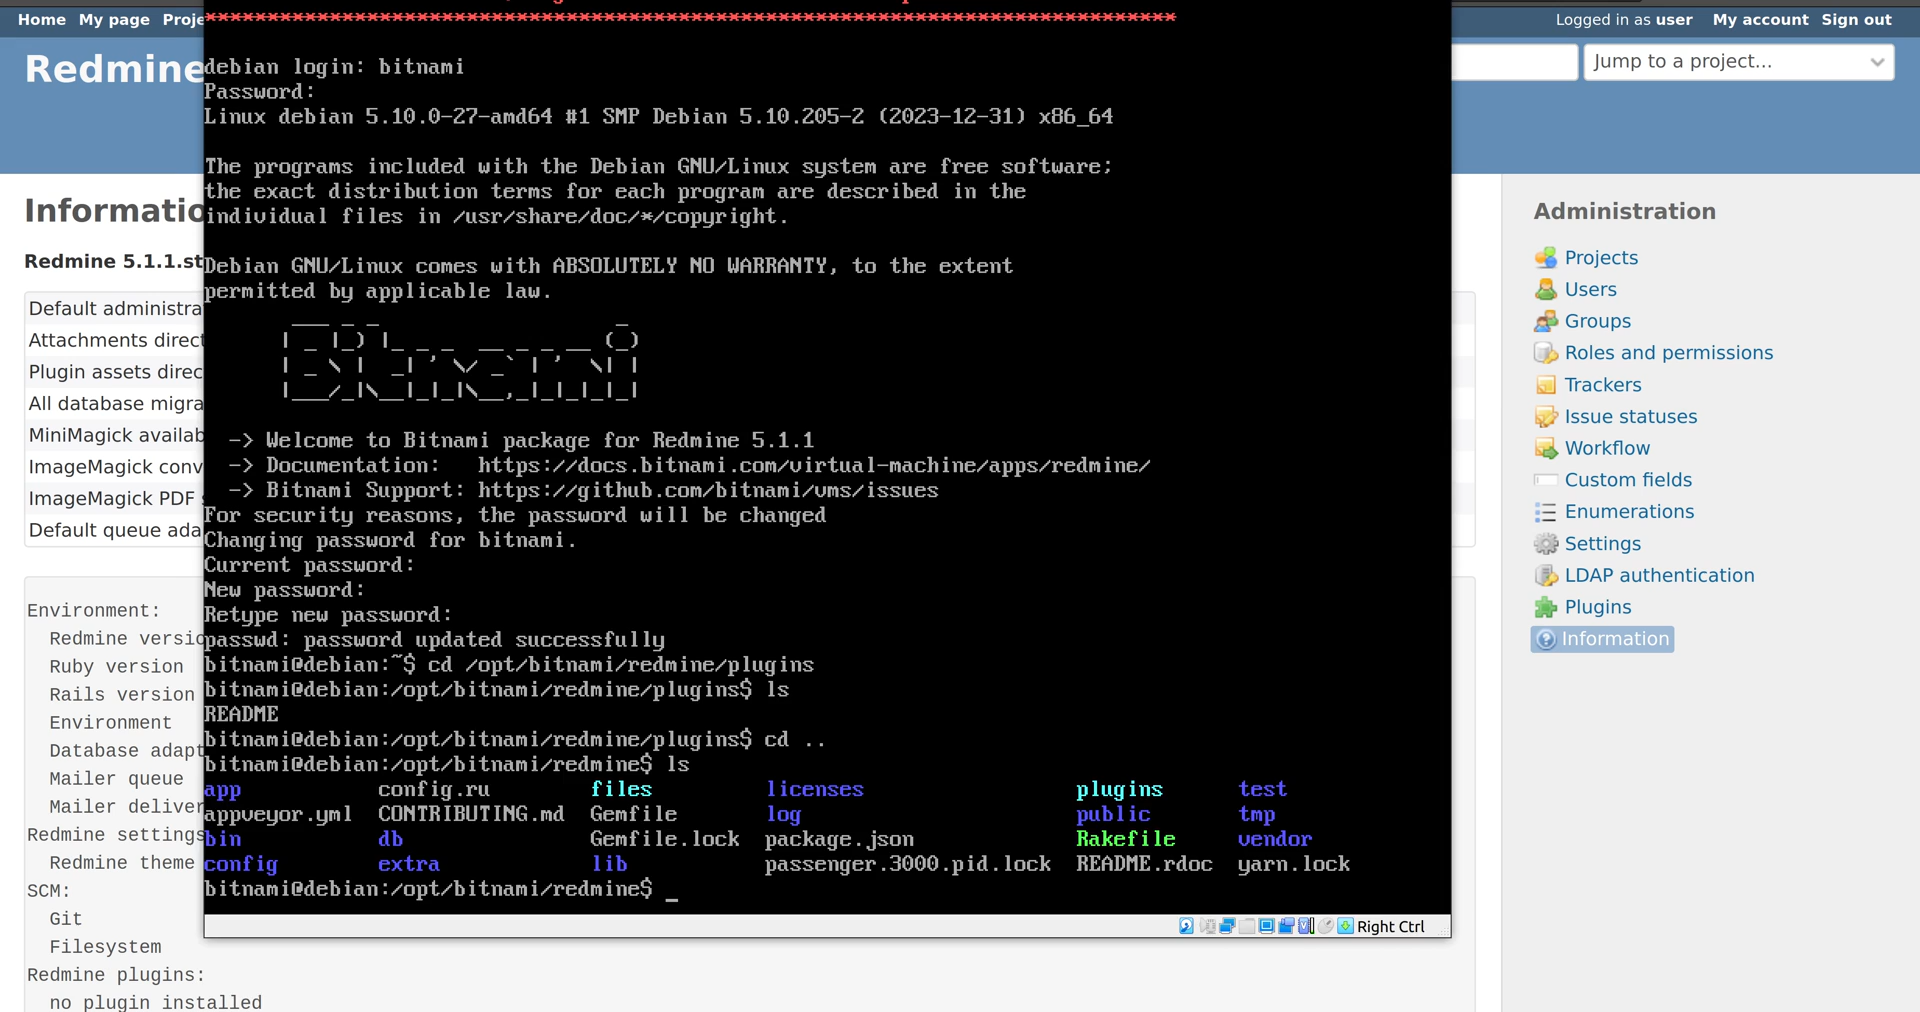 Home My page Proje
Logged in as user My account Sign out
Redmine
Jump to a project...
debian login: bitnami
Password:
Linux debian 5.10.0-27-amd64 #1 SMP Debian 5.10.205-2 (2023-12-31) x86_64
The programs included with the Debian GNU/Linux system are free software;
the exact distribution terms for each program are described in the
individual files in /usr/share/doc/*/copyright.
Debian GNU/Linux comes with ABSOLUTELY NO WARRANTY, to the extent
permitted by applicable law.
Bitnami
-> Welcome to Bitnami package for Redmine 5.1.1
-> Documentation:   https://docs.bitnami.com/virtual-machine/apps/redmine/
-> Bitnami Support: https://github.com/bitnami/vms/issues
For security reasons, the password will be changed
Changing password for bitnami.
Current password:
New password:
Retype new password:
passwd: password updated successfully
bitnami@debian:~$ cd /opt/bitnami/redmine/plugins
bitnami@debian:/opt/bitnami/redmine/plugins$ ls
README
bitnami@debian:/opt/bitnami/redmine/plugins$ cd ..
bitnami@debian:/opt/bitnami/redmine$ ls
app config.ru files licenses plugins test
appveyor.yml CONTRIBUTING.md Gemfile log public tmp
bin db Gemfile.lock package.json Rakefile vendor
config extra lib passenger.3000.pid.lock README.rdoc yarn.lock
bitnami@debian:/opt/bitnami/redmine$ _
Right Ctrl
Informatio
Redmine 5.1.1.st
Default administra
Attachments direct
Plugin assets direc
All database migra
MiniMagick availab
ImageMagick conv
ImageMagick PDF
Default queue ada
Environment:
Redmine versio
Ruby version
Rails version
Environment
Database adapt
Mailer queue
Mailer deliver
Redmine settings
Redmine theme
SCM:
Git
Filesystem
Redmine plugins:
no plugin installed
Administration
Projects
Users
Groups
Roles and permissions
Trackers
Issue statuses
Workflow
Custom fields
Enumerations
Settings
LDAP authentication
Plugins
Information